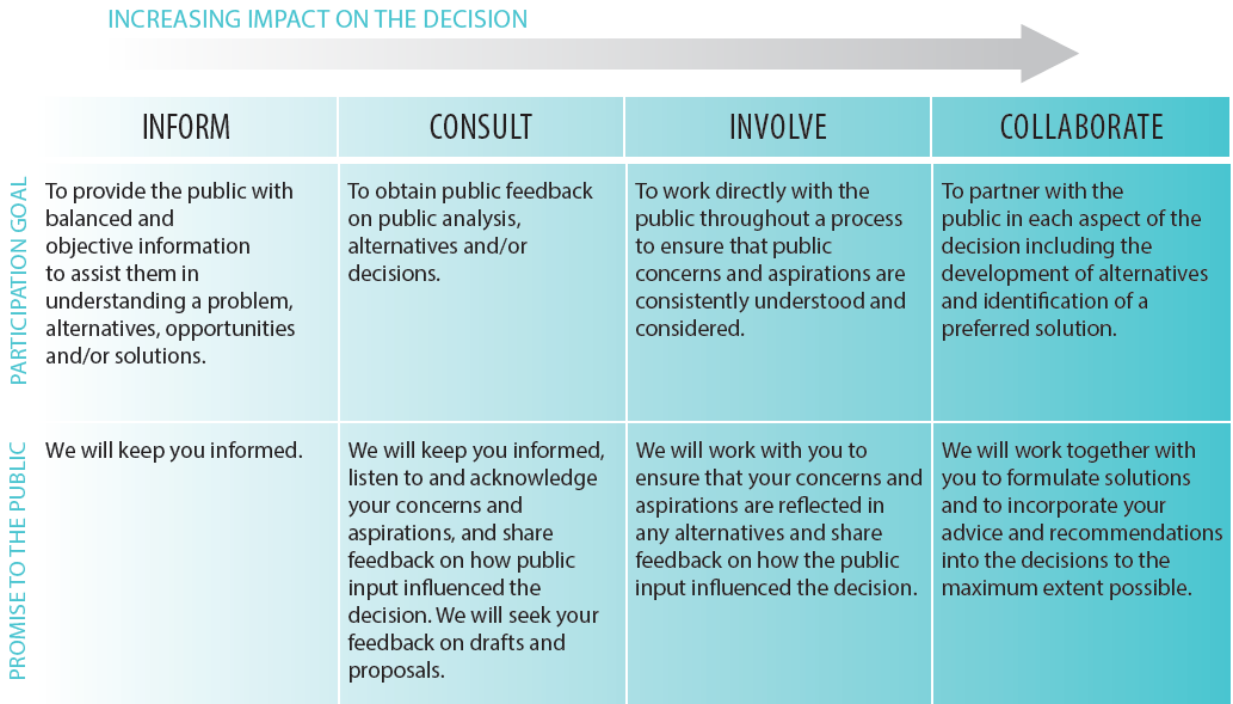 INCREASING IMPACT ON THE DECISION
INFORM
CONSULT
INVOLVE
COLLABORATE
PARTICIPATION GOAL
To provide the public with
balanced and
objective information
to assist them in
understanding a problem,
alternatives, opportunities
and/or solutions.
To obtain public feedback
on public analysis,
alternatives and/or
decisions.
To work directly with the
public throughout a process
to ensure that public
concerns and aspirations are
consistently understood and
considered.
To partner with the
public in each aspect of the
decision including the
development of alternatives
and identification of a
preferred solution.
PROMISE TO THE PUBLIC
We will keep you informed.
We will keep you informed,
listen to and acknowledge
your concerns and
aspirations, and share
feedback on how public
input influenced the
decision. We will seek your
feedback on drafts and
proposals.
We will work with you to
ensure that your concerns and
aspirations are reflected in
any alternatives and share
feedback on how the public
input influenced the decision.
We will work together with
you to formulate solutions
and to incorporate your
advice and recommendations
into the decisions to the
maximum extent possible.